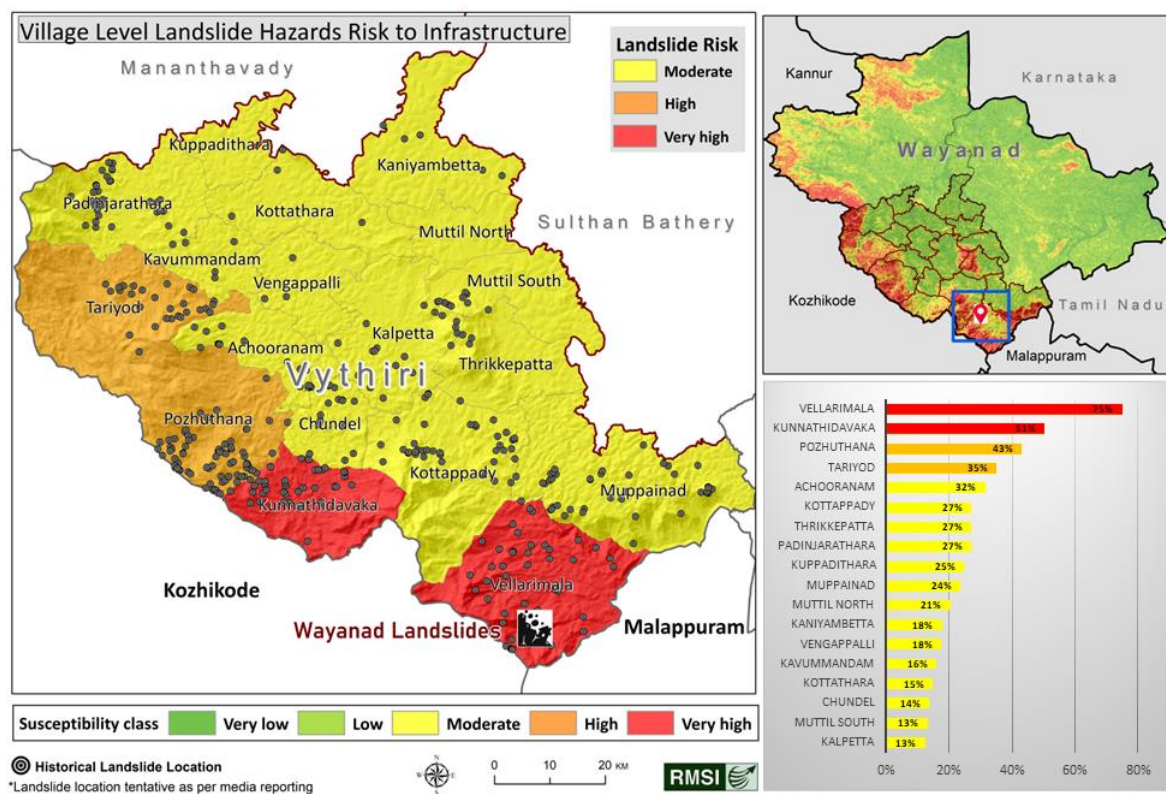 Village Level Landslide Hazards Risk to Infrastructure
Mananthavady
Landslide Risk
Moderate
High
Very high
Kuppadithara
Kaniyambetta
Padinjarathara
Kottathara
Sulthan Bathery
Muttil North
Kavummandam
Vengappalli
Muttil South
Tariyod
Kalpetta
Achooranam
Thrikkepatta
Vythiri
Pozhuthana
Chundel
Kottappady
Muppainad
Kunnathidavaka
Vellarimala
Kozhikode
Wayanad Landslides
Malappuram
Susceptibility class
Very low
Low
Moderate
High
Very high
Historical Landslide Location
*Landslide location tentative as per media reporting
0 10 20 KM
RMSI
Kannur
Karnataka
Wayanad
Kozhikode
Tamil Nadu
Malappuram
VELLARIMALA 75%
KUNNATHIDAVAKA 51%
POZHUTHANA 43%
TARIYOD 35%
ACHOORANAM 32%
KOTTAPPADY 27%
THRIKKEPATTA 27%
PADINJARATHARA 27%
KUPPADITHARA 25%
MUPPAINAD 24%
MUTTIL NORTH 21%
KANIYAMBETTA 18%
VENGAPPALLI 18%
KAVUMMANDAM 16%
KOTTATHARA 15%
CHUNDEL 14%
MUTTIL SOUTH 13%
KALPETTA 13%
0% 20% 40% 60% 80%